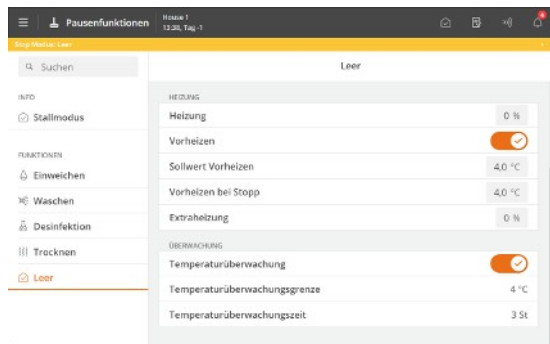 Pausenfunktionen
House 1
13:38, Tag -1
Stop Modus: Leer
Suchen
Leer
INFO
Stallmodus
FUNKTIONEN
Einweichen
Waschen
Desinfektion
Trocknen
Leer
HEIZUNG
Heizung 0 %
Vorheizen
Sollwert Vorheizen 4,0 °C
Vorheizen bei Stopp 4,0 °C
Extraheizung 0 %
ÜBERWACHUNG
Temperaturüberwachung
Temperaturüberwachungsgrenze 4 °C
Temperaturüberwachungszeit 3 St